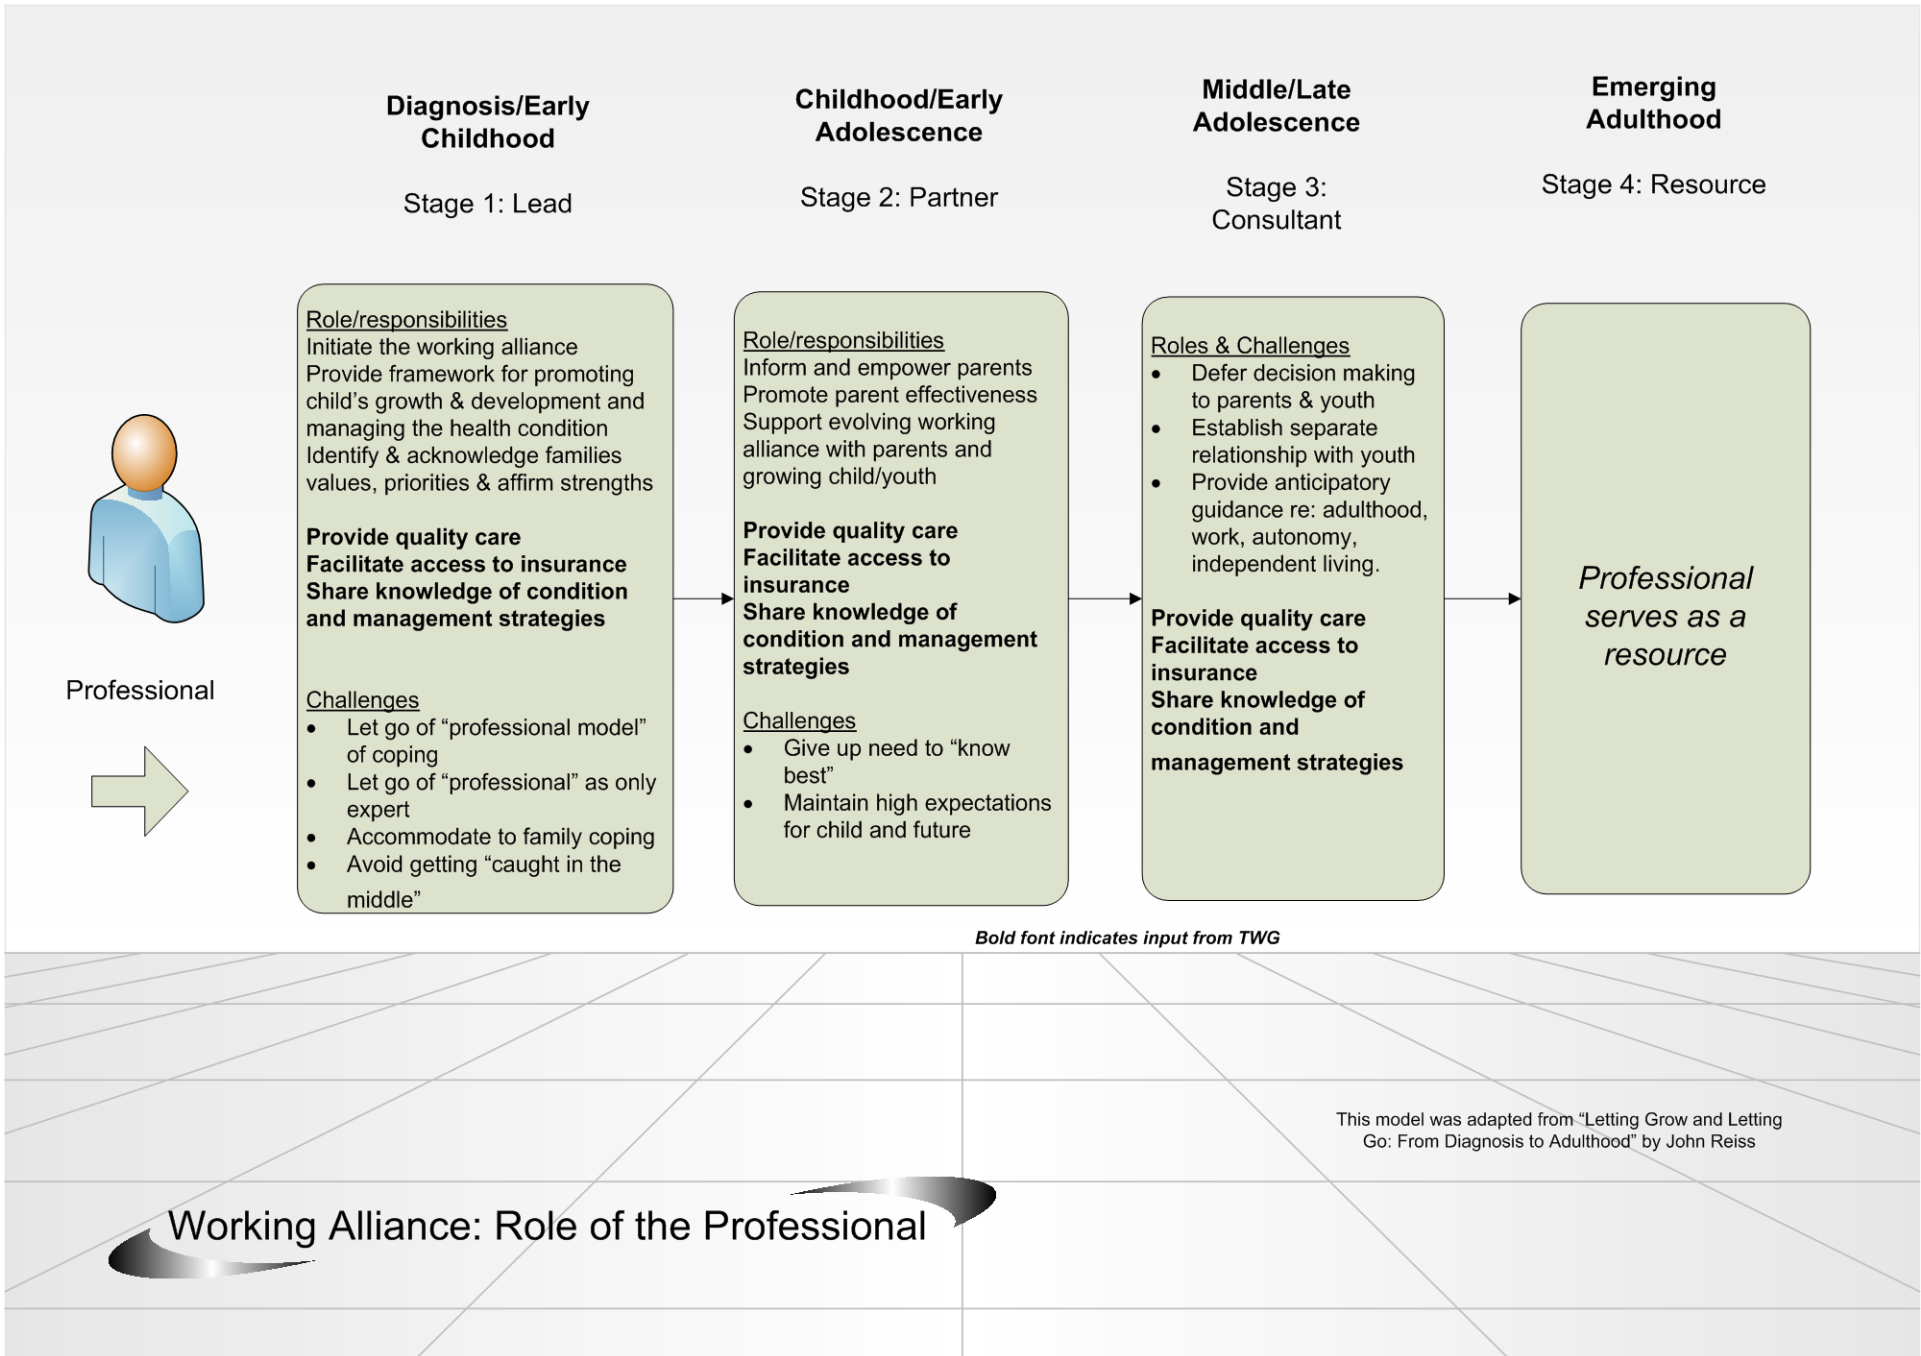 Diagnosis/Early
Childhood
Stage 1: Lead
Childhood/Early
Adolescence
Stage 2: Partner
Middle/Late
Adolescence
Stage 3:
Consultant
Emerging
Adulthood
Stage 4: Resource
Professional
Role/responsibilities
Initiate the working alliance
Provide framework for promoting
child’s growth & development and
managing the health condition
Identify & acknowledge families
values, priorities & affirm strengths
Provide quality care
Facilitate access to insurance
Share knowledge of condition
and management strategies
Challenges
• Let go of “professional model”
of coping
• Let go of “professional” as only
expert
• Accommodate to family coping
• Avoid getting “caught in the
middle”
Role/responsibilities
Inform and empower parents
Promote parent effectiveness
Support evolving working
alliance with parents and
growing child/youth
Provide quality care
Facilitate access to
insurance
Share knowledge of
condition and management
strategies
Challenges
• Give up need to “know
best”
• Maintain high expectations
for child and future
Roles & Challenges
• Defer decision making
to parents & youth
• Establish separate
relationship with youth
• Provide anticipatory
guidance re: adulthood,
work, autonomy,
independent living.
Provide quality care
Facilitate access to
insurance
Share knowledge of
condition and
management strategies
Professional
serves as a
resource
Bold font indicates input from TWG
This model was adapted from “Letting Grow and Letting
Go: From Diagnosis to Adulthood” by John Reiss
Working Alliance: Role of the Professional